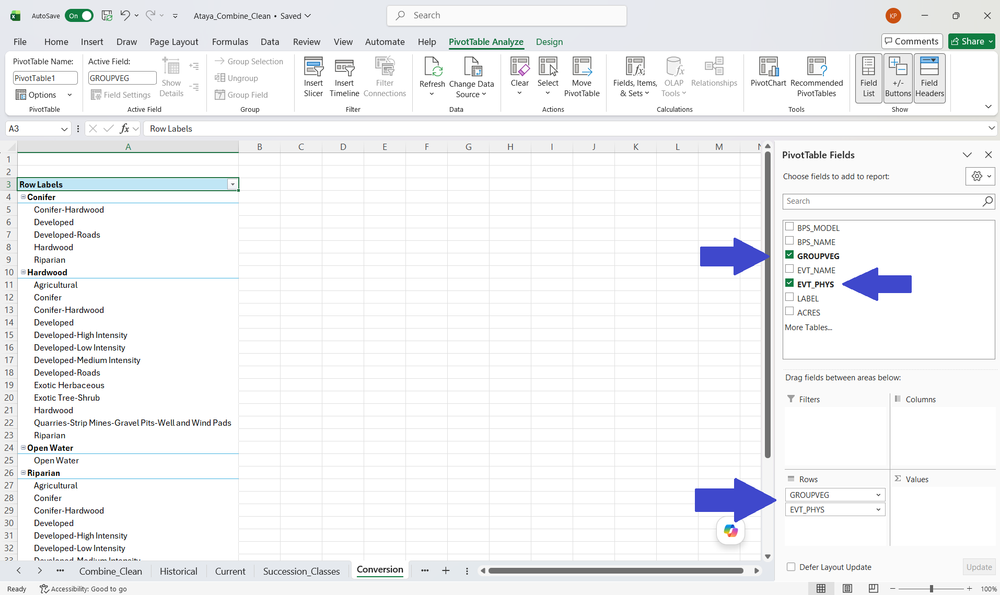 AutoSave On Ataya_Combine_Clean • Saved Search KP
File Home Insert Draw Page Layout Formulas Data Review View Automate Help PivotTable Analyze Design Comments Share
PivotTable Name:
PivotTable1
Options
PivotTable
Active Field:
GROUPVEG
Field Settings
Show
Details
Active Field
Group Selection
Ungroup
7 Group Field
Group
Insert
Slicer
Insert
Timeline
Filter
Connections
Filter
Refresh
Change Data
Source
Data
Clear
Select
Move
PivotTable
Actions
Fields, Items,
& Sets
OLAP
Tools
Relationships
Calculations
PivotChart
Recommended
PivotTables
Tools
Field
List
+/-
Buttons
Field
Headers
Show
A3 fx Row Labels
A B C D E F G H I J K L M
1
2
3 Row Labels
4 Conifer
5 Conifer-Hardwood
6 Developed
7 Developed-Roads
8 Hardwood
9 Riparian
10 Hardwood
11 Agricultural
12 Conifer
13 Conifer-Hardwood
14 Developed
15 Developed-High Intensity
16 Developed-Low Intensity
17 Developed-Medium Intensity
18 Developed-Roads
19 Exotic Herbaceous
20 Exotic Tree-Shrub
21 Hardwood
22 Quarries-Strip Mines-Gravel Pits-Well and Wind Pads
23 Riparian
24 Open Water
25 Open Water
26 Riparian
27 Agricultural
28 Conifer
29 Conifer-Hardwood
30 Developed
31 Developed-High Intensity
32 Developed-Low Intensity
33 Developed-Medium Intensity
PivotTable Fields
Choose fields to add to report:
Search
BPS_MODEL
BPS_NAME
GROUPVEG
EVT_NAME
EVT_PHYS
LABEL
ACRES
More Tables...
Drag fields between areas below:
Filters
Columns
Rows
GROUPVEG
EVT_PHYS
Σ Values
Defer Layout Update Update
Combine_Clean Historical Current Succession_Classes Conversion
Ready Accessibility: Good to go 100%